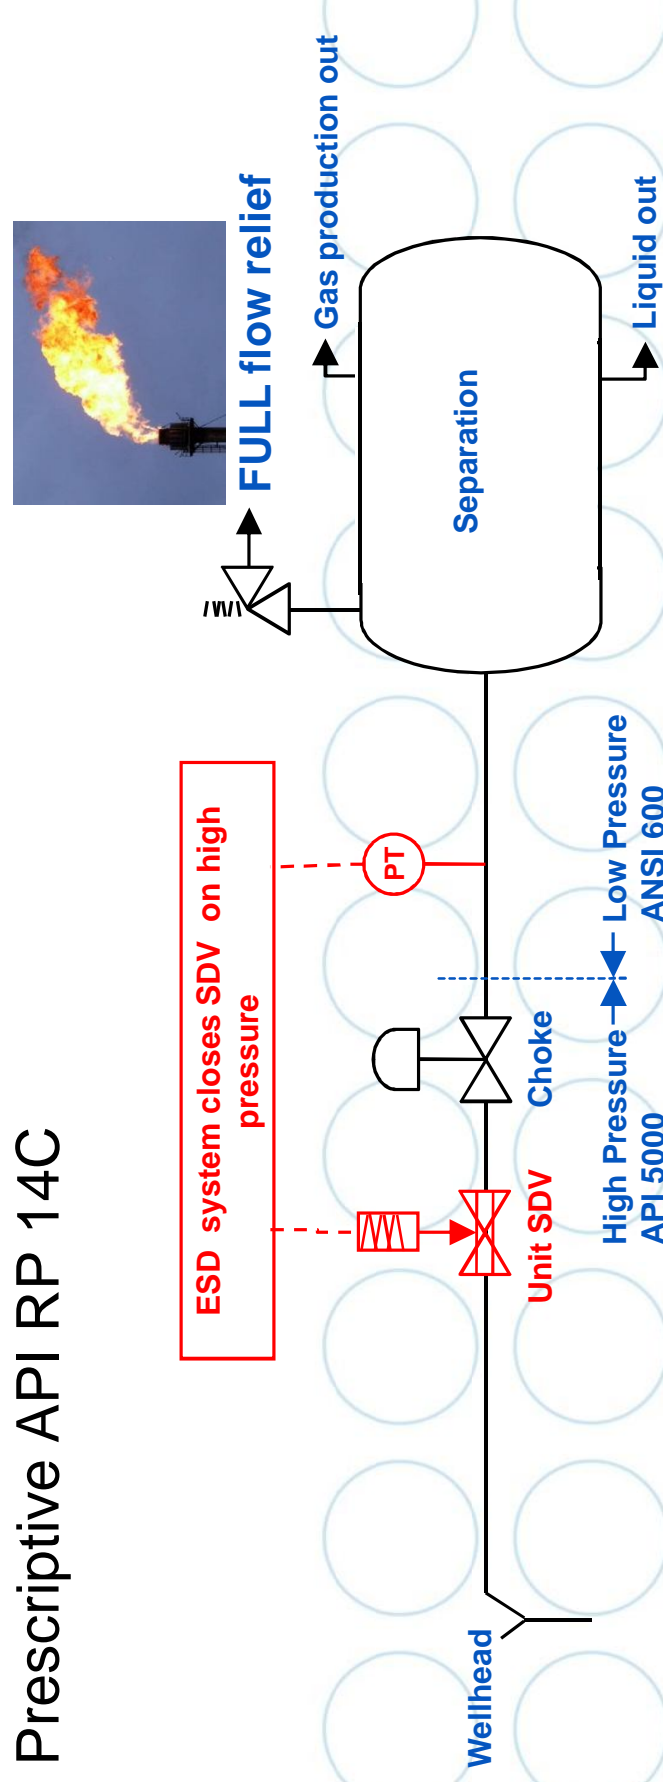 Prescriptive API RP 14C
FULL flow relief
ESD system closes SDV on high
pressure
Gas production out
PT
Separation
Wellhead
Unit SDV
Choke
High Pressure
API 5000
Low Pressure
ANSI 600
Liquid out